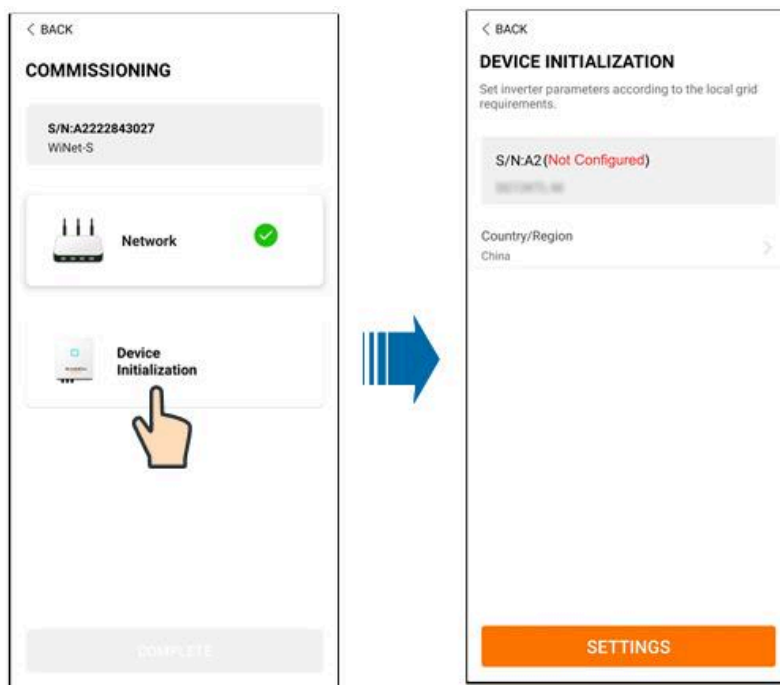 < BACK
COMMISSIONING
S/N:A2222843027
WiNet-S
Network
Device
Initialization
COMPLETE
< BACK
DEVICE INITIALIZATION
Set inverter parameters according to the local grid
requirements.
S/N:A2(Not Configured)
Country/Region
China
SETTINGS